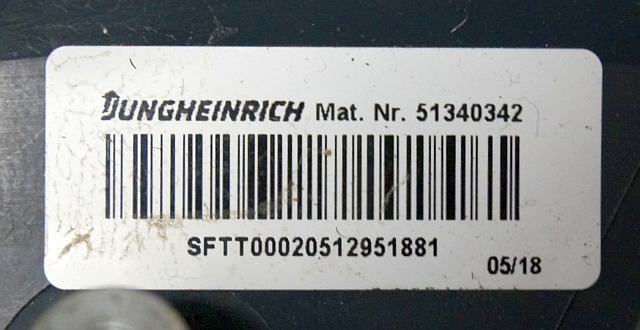 JUNGHEINRICH Mat. Nr. 51340342
SFTT00020512951881
05/18